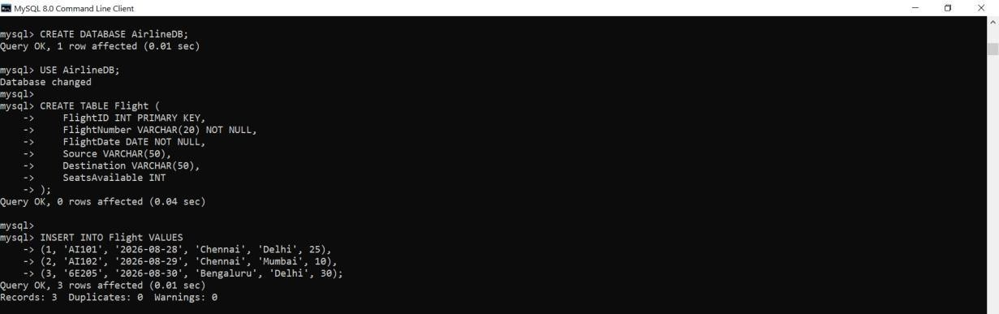 MySQL 8.0 Command Line Client
mysql> CREATE DATABASE AirlineDB;
Query OK, 1 row affected (0.01 sec)
mysql> USE AirlineDB;
Database changed
mysql>
mysql> CREATE TABLE Flight (
    ->     FlightID INT PRIMARY KEY,
    ->     FlightNumber VARCHAR(20) NOT NULL,
    ->     FlightDate DATE NOT NULL,
    ->     Source VARCHAR(50),
    ->     Destination VARCHAR(50),
    ->     SeatsAvailable INT
    -> );
Query OK, 0 rows affected (0.04 sec)
mysql>
mysql> INSERT INTO Flight VALUES
    -> (1, 'AI101', '2026-08-28', 'Chennai', 'Delhi', 25),
    -> (2, 'AI102', '2026-08-29', 'Chennai', 'Mumbai', 10),
    -> (3, '6E205', '2026-08-30', 'Bengaluru', 'Delhi', 30);
Query OK, 3 rows affected (0.01 sec)
Records: 3  Duplicates: 0  Warnings: 0